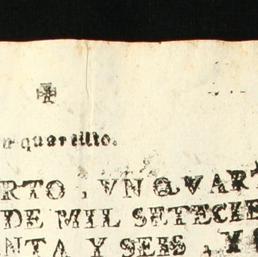 ✠
n quartillo.
RTO, VN QVART
DE MIL SETECIE
NTA Y SEIS, Y S